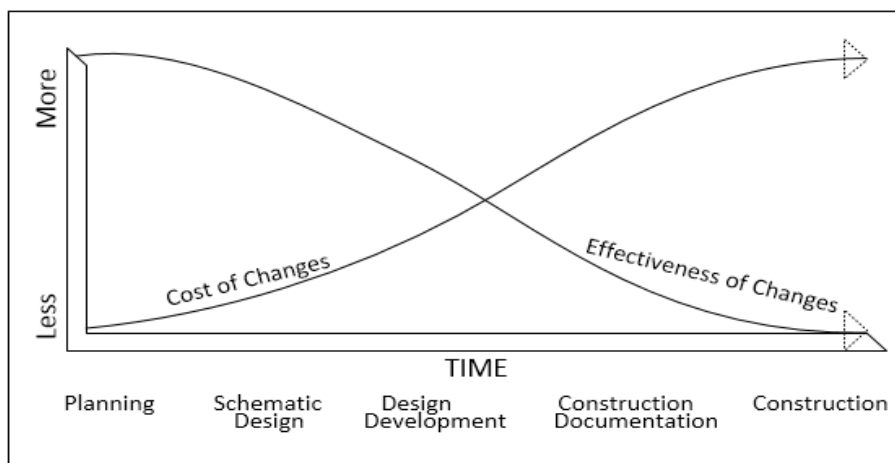 More
Less
Cost of Changes
Effectiveness of Changes
TIME
Planning
Schematic
Design
Design
Development
Construction
Documentation
Construction